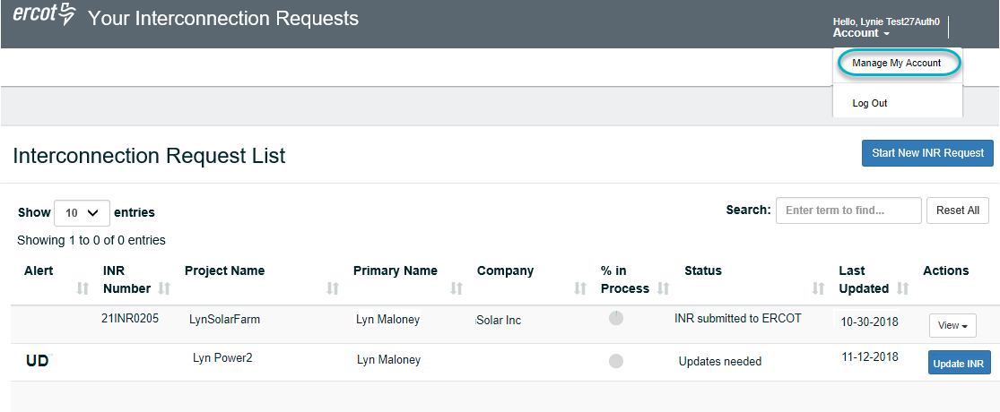 ercot
Your Interconnection Requests
Hello, Lynie Test27Auth0
Account
Manage My Account
Log Out
Interconnection Request List
Start New INR Request
Show 10 entries
Search: Enter term to find... Reset All
Showing 1 to 0 of 0 entries
Alert INR Number Project Name Primary Name Company % in Process Status Last Updated Actions
21INR0205 LynSolarFarm Lyn Maloney Solar Inc INR submitted to ERCOT 10-30-2018 View
UD Lyn Power2 Lyn Maloney Updates needed 11-12-2018 Update INR